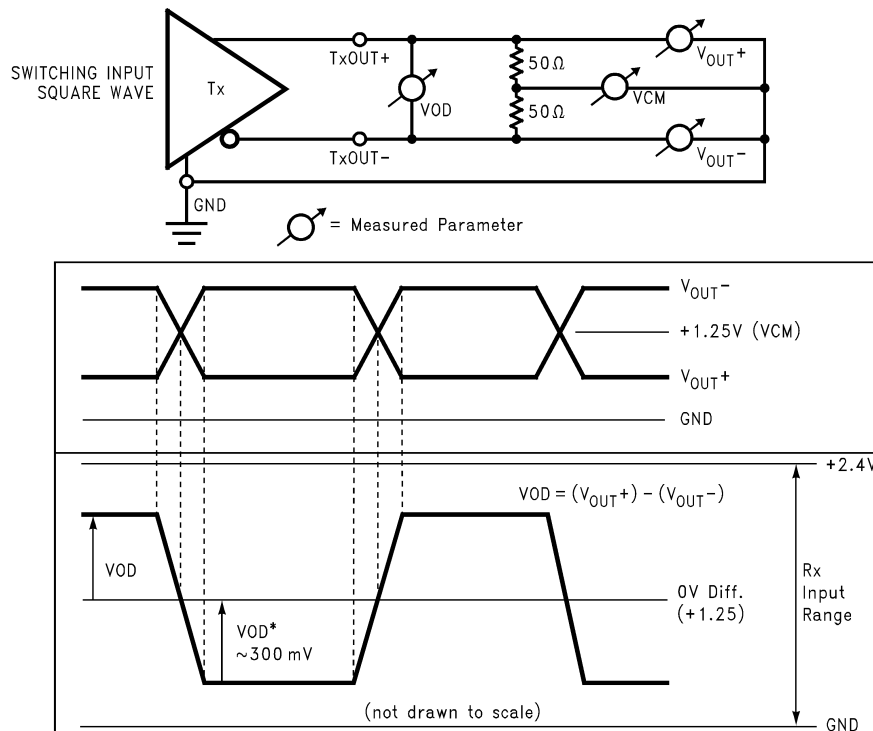 SWITCHING INPUT
SQUARE WAVE
Tx
TxOUT+
TxOUT-
VOD
50Ω
50Ω
VCM
VOUT+
VOUT-
GND
= Measured Parameter
VOUT-
+1.25V (VCM)
VOUT+
GND
+2.4V
VOD = (VOUT+) - (VOUT-)
VOD
0V Diff.
(+1.25)
Rx
Input
Range
VOD*
~300 mV
(not drawn to scale)
GND